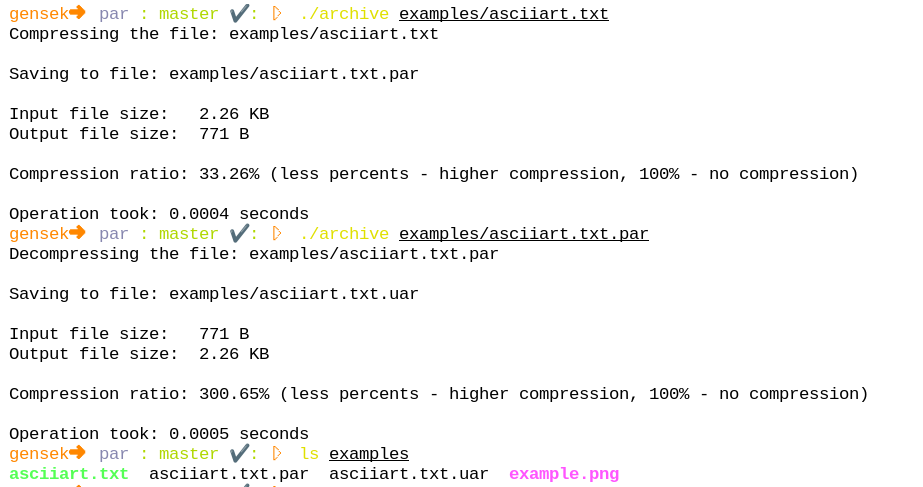 gensek➜ par : master ✔: ᐅ ./archive examples/asciiart.txt
Compressing the file: examples/asciiart.txt
Saving to file: examples/asciiart.txt.par
Input file size:   2.26 KB
Output file size:  771 B
Compression ratio: 33.26% (less percents - higher compression, 100% - no compression)
Operation took: 0.0004 seconds
gensek➜ par : master ✔: ᐅ ./archive examples/asciiart.txt.par
Decompressing the file: examples/asciiart.txt.par
Saving to file: examples/asciiart.txt.uar
Input file size:   771 B
Output file size:  2.26 KB
Compression ratio: 300.65% (less percents - higher compression, 100% - no compression)
Operation took: 0.0005 seconds
gensek➜ par : master ✔: ᐅ ls examples
asciiart.txt  asciiart.txt.par  asciiart.txt.uar  example.png